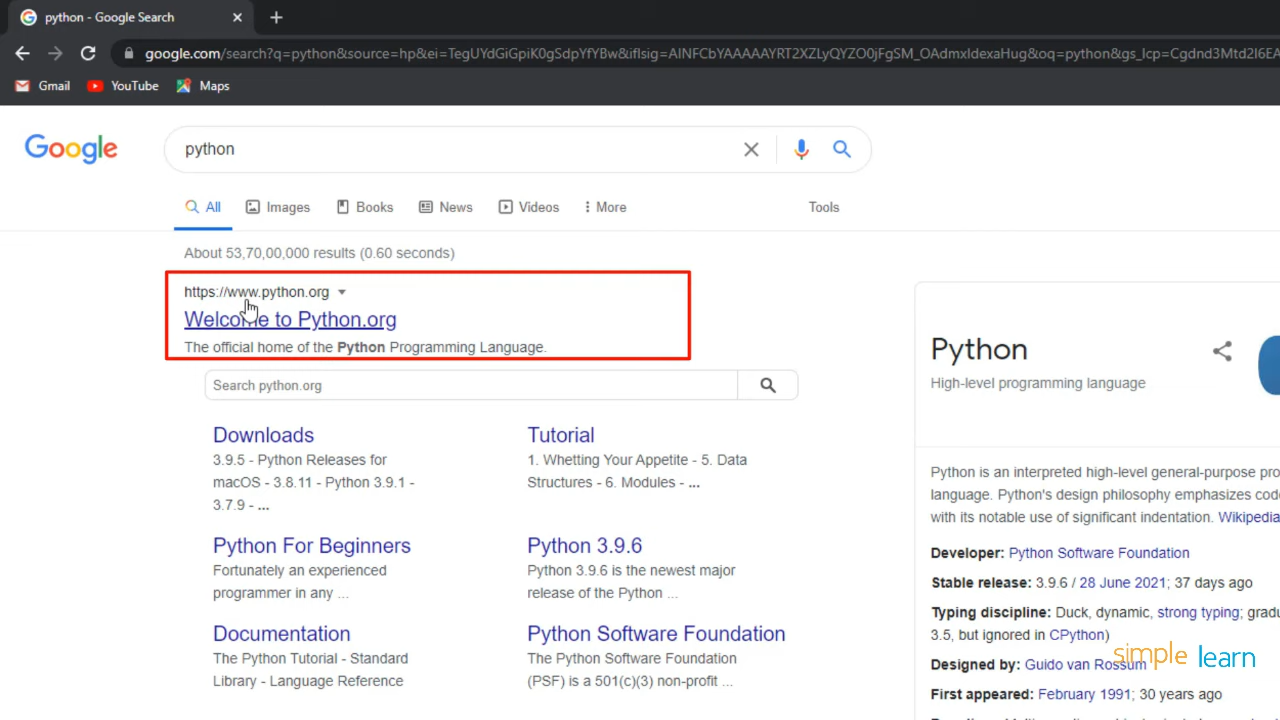 python - Google Search
google.com/search?q=python&source=hp&ei=TegUYdGiGpiK0gSdpYfYBw&iflsig=AINFCbYAAAAAYRT2XZLyQYZO0jFgSM_OAdmxIdexaHug&oq=python&gs_lcp=Cgdnd3Mtd2l6EA
Gmail YouTube Maps
Google
python
All Images Books News Videos More Tools
About 53,70,00,000 results (0.60 seconds)
https://www.python.org
Welcome to Python.org
The official home of the Python Programming Language.
Search python.org
Downloads
3.9.5 - Python Releases for
macOS - 3.8.11 - Python 3.9.1 -
3.7.9 - ...
Tutorial
1. Whetting Your Appetite - 5. Data
Structures - 6. Modules - ...
Python For Beginners
Fortunately an experienced
programmer in any ...
Python 3.9.6
Python 3.9.6 is the newest major
release of the Python ...
Documentation
The Python Tutorial - Standard
Library - Language Reference
Python Software Foundation
The Python Software Foundation
(PSF) is a 501(c)(3) non-profit ...
Python
High-level programming language
Python is an interpreted high-level general-purpose pro
language. Python's design philosophy emphasizes code
with its notable use of significant indentation. Wikipedia
Developer: Python Software Foundation
Stable release: 3.9.6 / 28 June 2021; 37 days ago
Typing discipline: Duck, dynamic, strong typing; gradu
3.5, but ignored in CPython)
Designed by: Guido van Rossum
First appeared: February 1991; 30 years ago
simplelearn